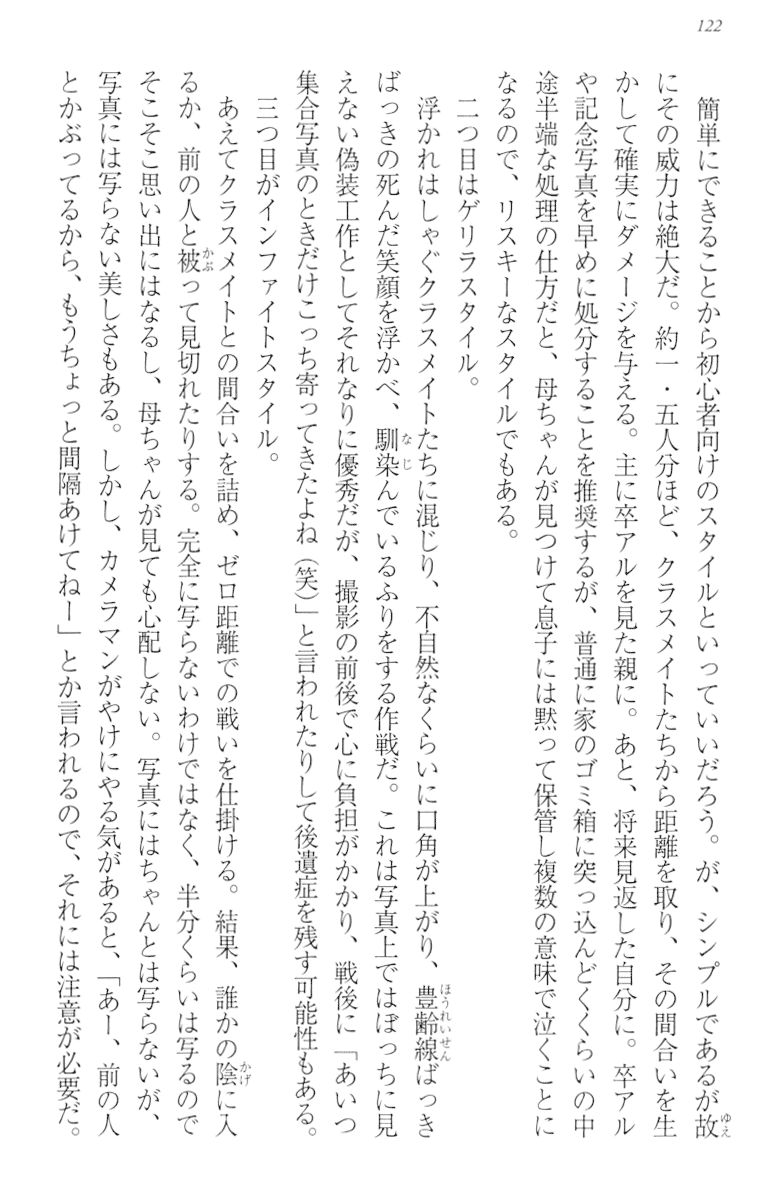 122
簡単にできることから初心者向けのスタイルといっていいだろう。が、シンプルであるが故
にその威力は絶大だ。約一・五人分ほど、クラスメイトたちから距離を取り、その間合いを生
かして確実にダメージを与える。主に卒アルを見た親に。あと、将来見返した自分に。卒アル
や記念写真を早めに処分することを推奨するが、普通に家のゴミ箱に突っ込んどくくらいの中
途半端な処理の仕方だと、母ちゃんが見つけて息子には黙って保管し複数の意味で泣くことに
なるので、リスキーなスタイルでもある。
二つ目はゲリラスタイル。
浮かれはしゃぐクラスメイトたちに混じり、不自然なくらいに口角が上がり、豊齢線ばっき
ばっきの死んだ笑顔を浮かべ、馴染んでいるふりをする作戦だ。これは写真上ではぼっちに見
えない偽装工作としてそれなりに優秀だが、撮影の前後で心に負担がかかり、戦後に「あいつ
集合写真のときだけこっち寄ってきたよね（笑）」と言われたりして後遺症を残す可能性もある。
三つ目がインファイトスタイル。
あえてクラスメイトとの間合いを詰め、ゼロ距離での戦いを仕掛ける。結果、誰かの陰に入
るか、前の人と被って見切れたりする。完全に写らないわけではなく、半分くらいは写るので
そこそこ思い出にはなるし、母ちゃんが見ても心配しない。写真にはちゃんとは写らないが、
写真には写らない美しさもある。しかし、カメラマンがやけにやる気があると、「あー、前の人
とかぶってるから、もうちょっと間隔あけてねー」とか言われるので、それには注意が必要だ。